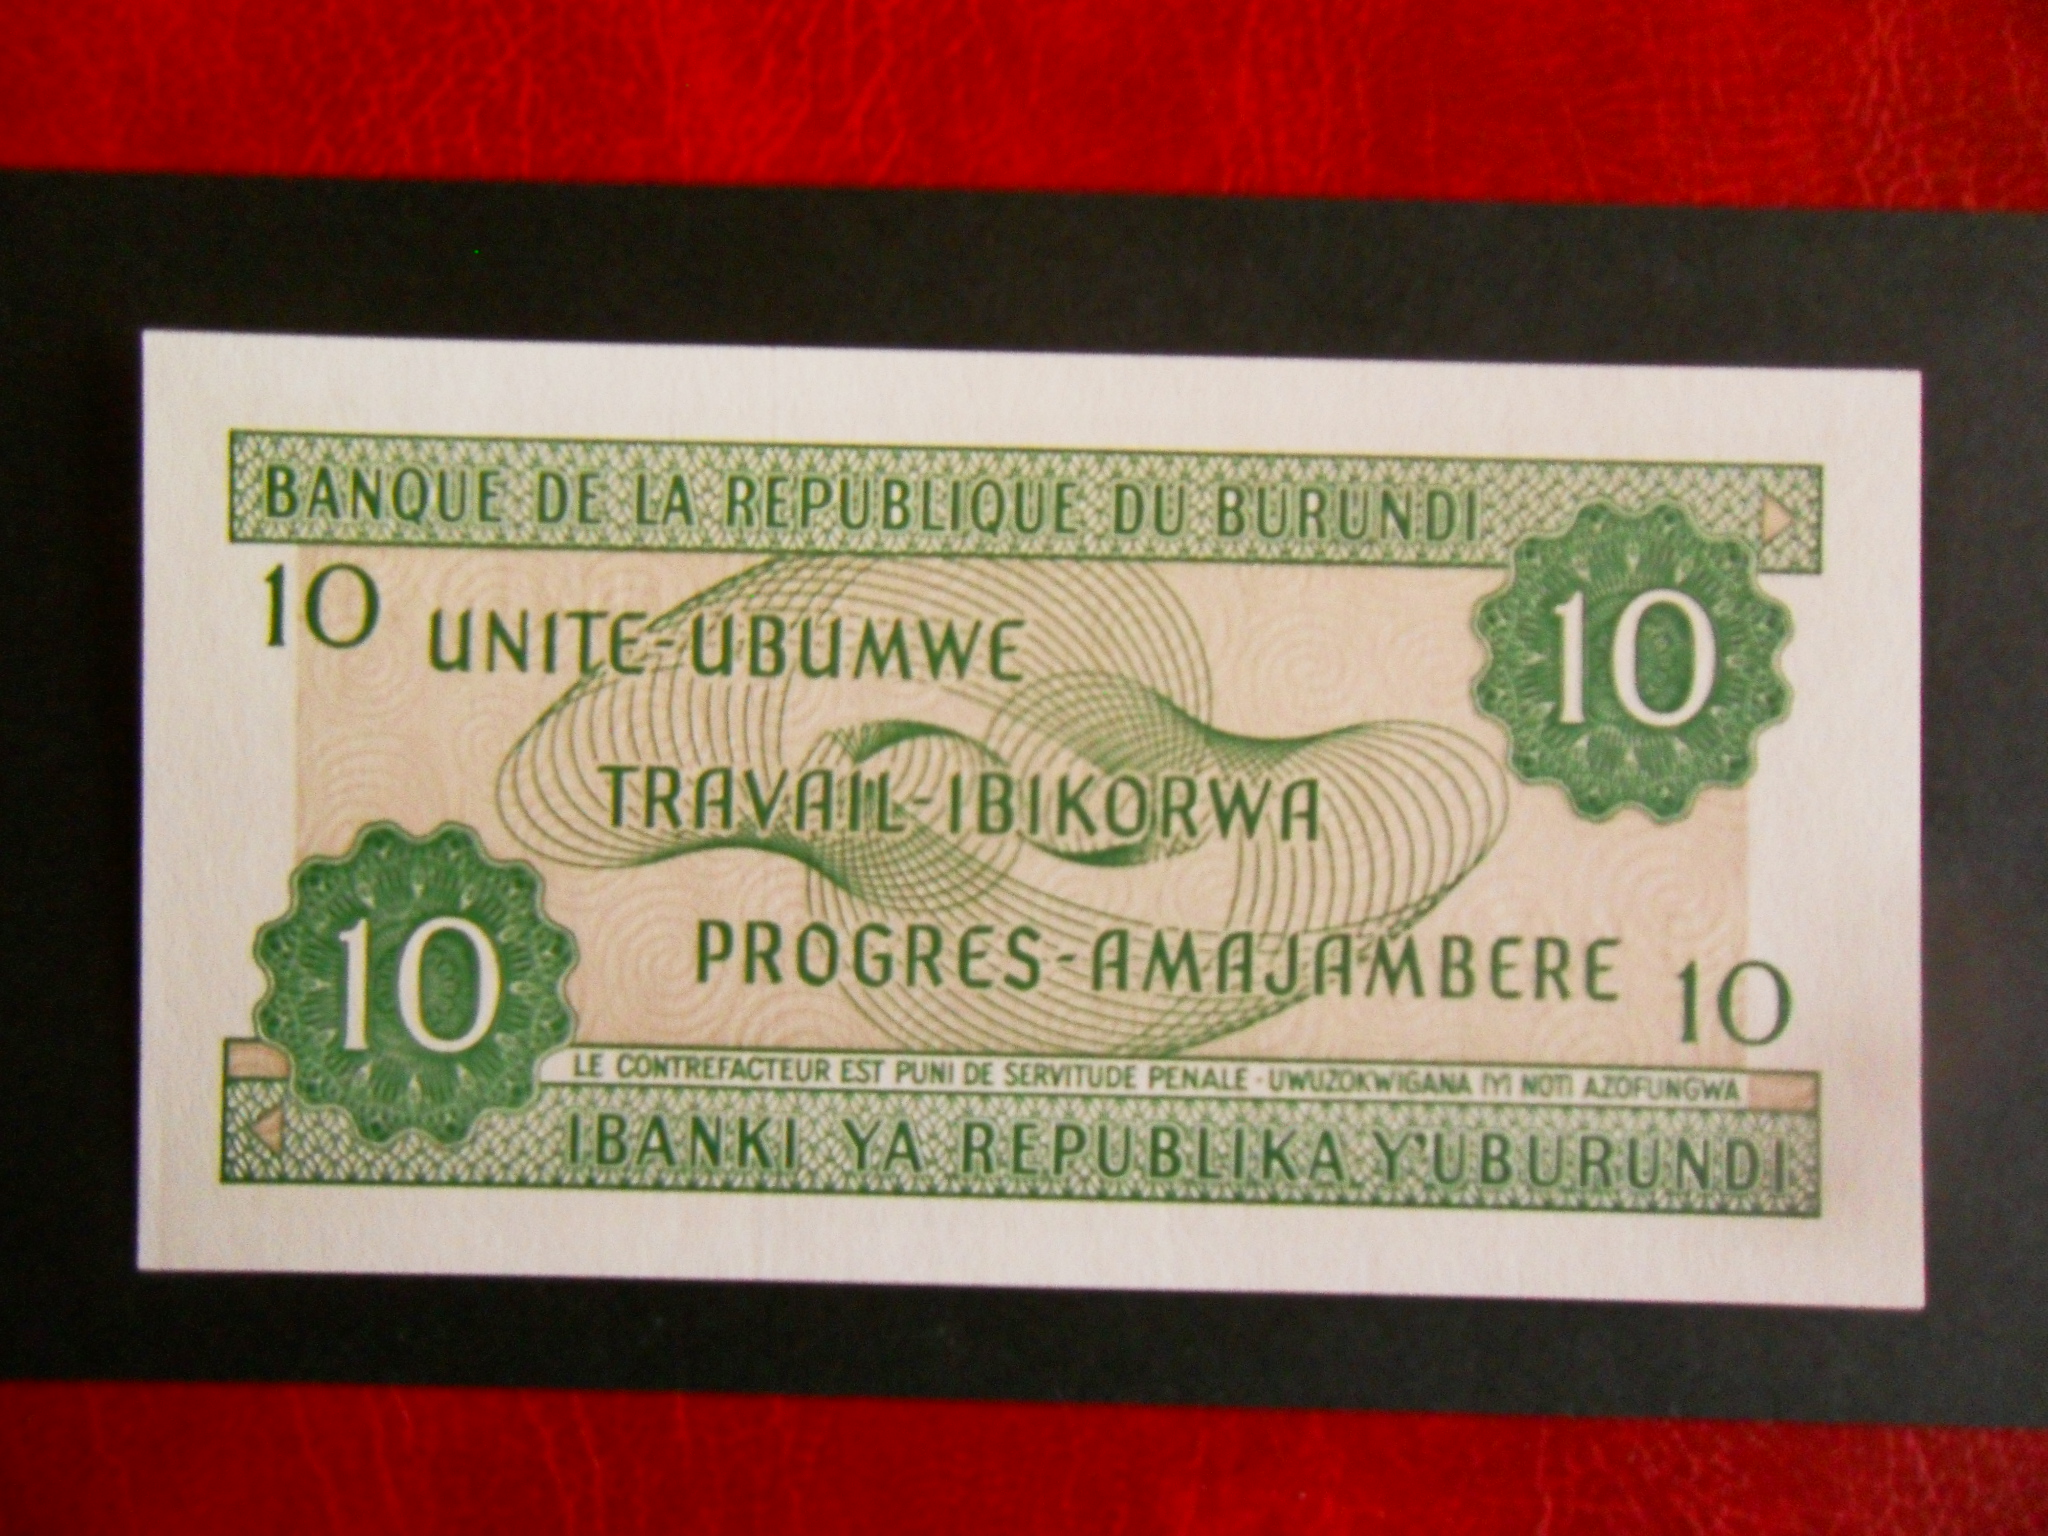 BANQUE DE LA REPUBLIQUE DU BURUNDI
10
10
UNITE-UBUMWE
TRAVAIL-IBIKORWA
PROGRES-AMAJAMBERE
10
10
LE CONTREFACTEUR EST PUNI DE SERVITUDE PENALE · UWUZOKWIGANA IYI NOTI AZOFUNGWA
IBANKI YA REPUBLIKA Y'UBURUNDI